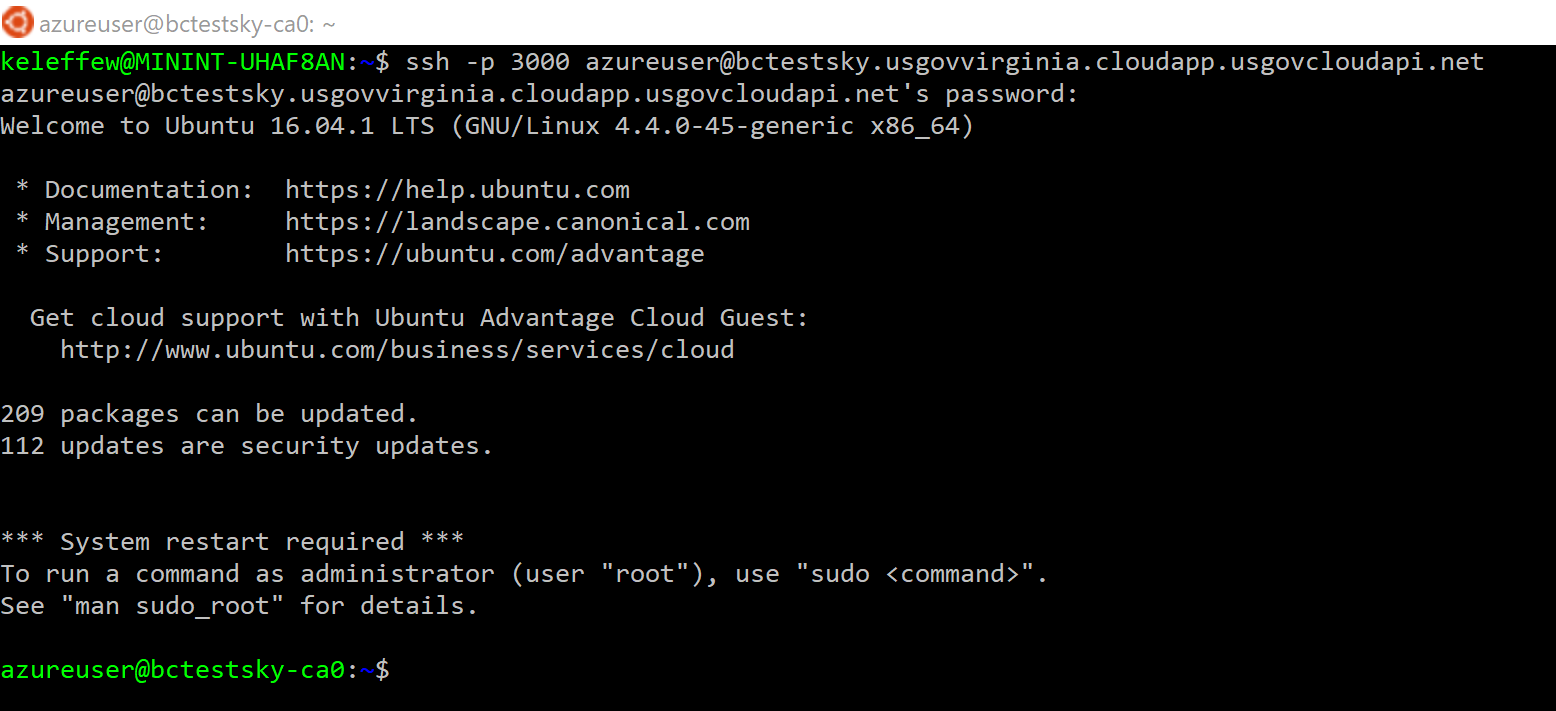 azureuser@bctestsky-ca0: ~
keleffew@MININT-UHAF8AN:~$ ssh -p 3000 azureuser@bctestsky.usgovvirginia.cloudapp.usgovcloudapi.net
azureuser@bctestsky.usgovvirginia.cloudapp.usgovcloudapi.net's password:
Welcome to Ubuntu 16.04.1 LTS (GNU/Linux 4.4.0-45-generic x86_64)
* Documentation:  https://help.ubuntu.com
* Management:     https://landscape.canonical.com
* Support:        https://ubuntu.com/advantage
Get cloud support with Ubuntu Advantage Cloud Guest:
http://www.ubuntu.com/business/services/cloud
209 packages can be updated.
112 updates are security updates.
*** System restart required ***
To run a command as administrator (user "root"), use "sudo <command>".
See "man sudo_root" for details.
azureuser@bctestsky-ca0:~$